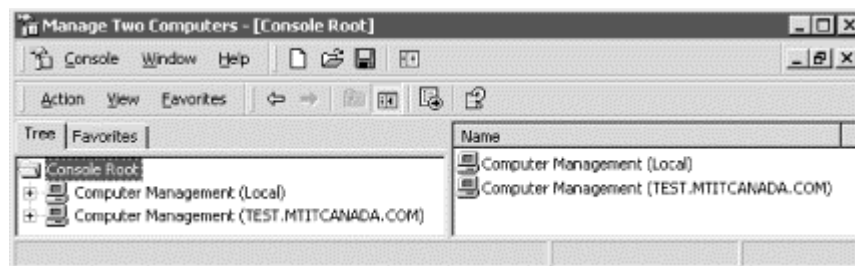 Manage Two Computers - [Console Root]
Console Window Help
Action View Favorites
Tree Favorites
Name
Console Root
Computer Management (Local)
Computer Management (TEST.MTITCANADA.COM)
Computer Management (Local)
Computer Management (TEST.MTITCANADA.COM)